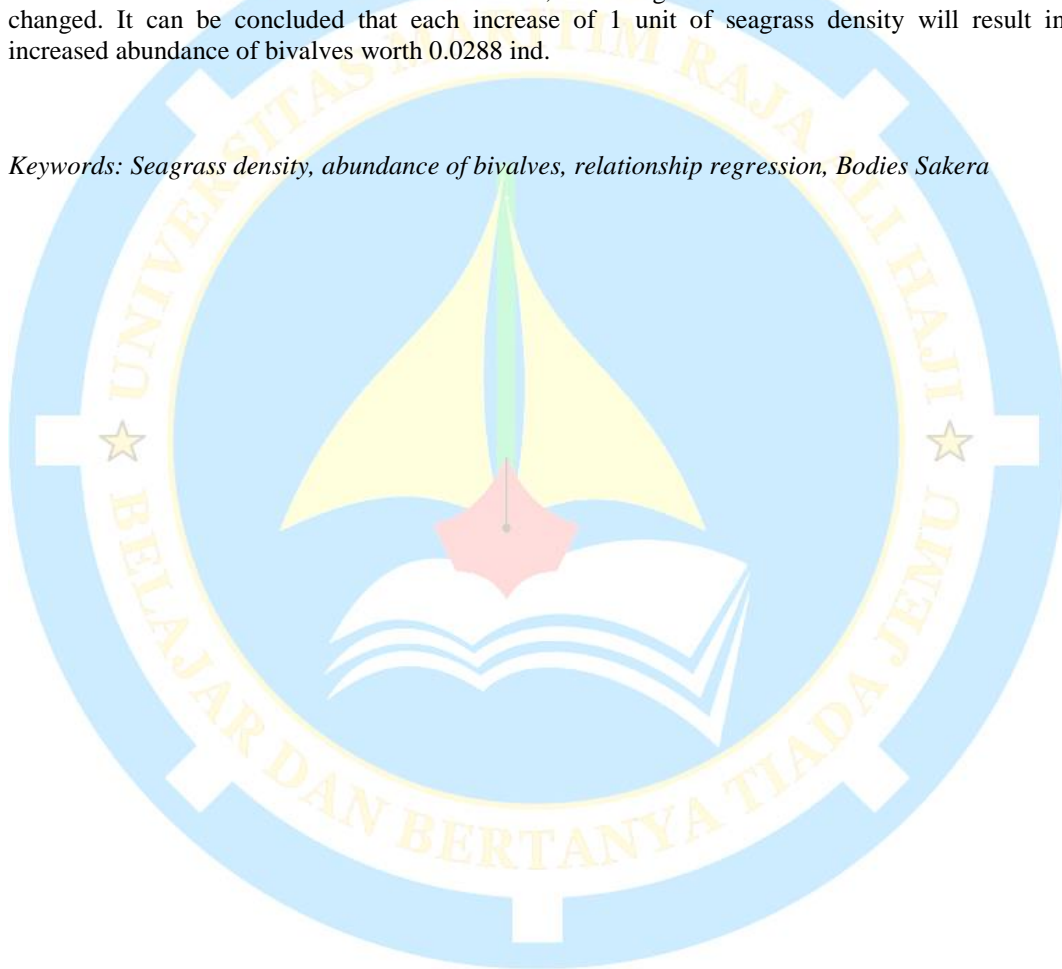 changed. It can be concluded that each increase of 1 unit of seagrass density will result in
increased abundance of bivalves worth 0.0288 ind.
Keywords: Seagrass density, abundance of bivalves, relationship regression, Bodies Sakera
UNIVERSITAS MARITIM RAJA ALI HAJI
BELAJAR DAN BERTANYA TIADA JEMU